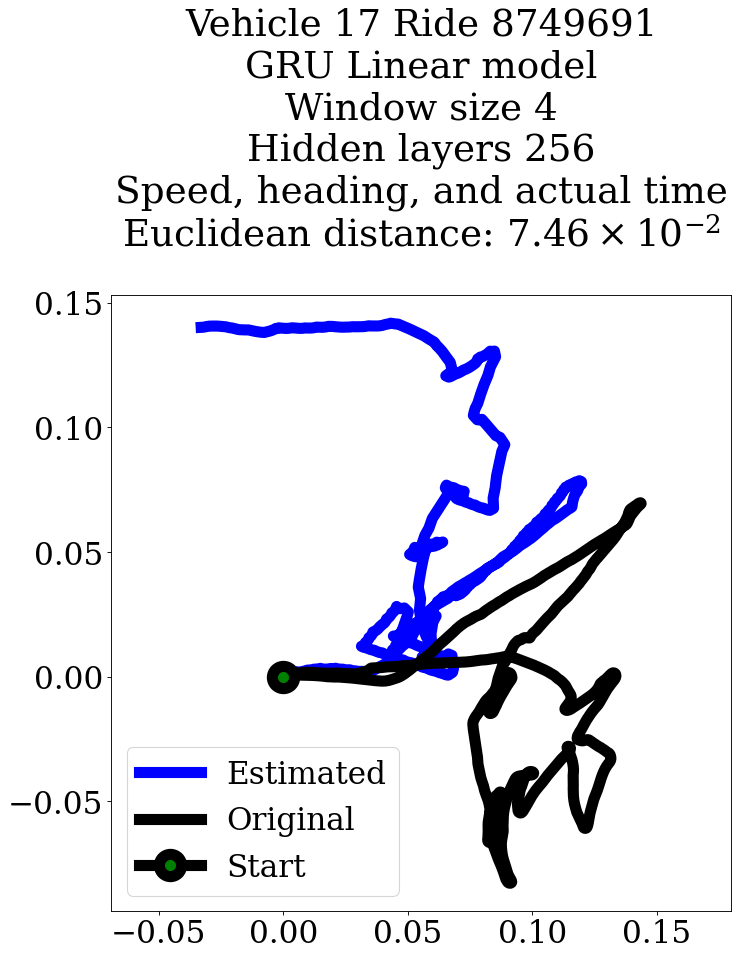 Vehicle 17 Ride 8749691
GRU Linear model
Window size 4
Hidden layers 256
Speed, heading, and actual time
Euclidean distance: 7.46 × 10⁻²
0.15
0.10
0.05
0.00
−0.05
Estimated
Original
Start
−0.05 0.00 0.05 0.10 0.15